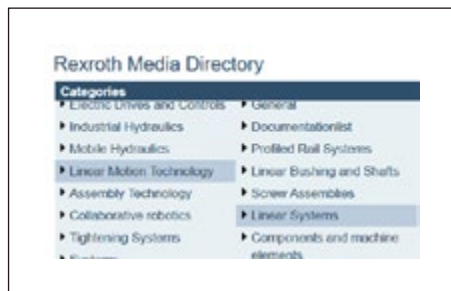 Rexroth Media Directory
Categories
Electric Drives and Controls
Industrial Hydraulics
Mobile Hydraulics
Linear Motion Technology
Assembly Technology
Collaborative robotics
Tightening Systems
Systems
General
Documentationlist
Profiled Rail Systems
Linear Bushing and Shafts
Screw Assemblies
Linear Systems
Components and machine
elements